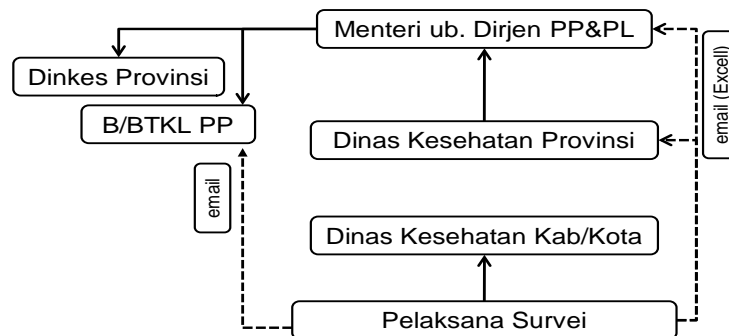 Menteri ub. Dirjen PP&PL
Dinkes Provinsi
B/BTKL PP
Dinas Kesehatan Provinsi
email (Excell)
email
Dinas Kesehatan Kab/Kota
Pelaksana Survei